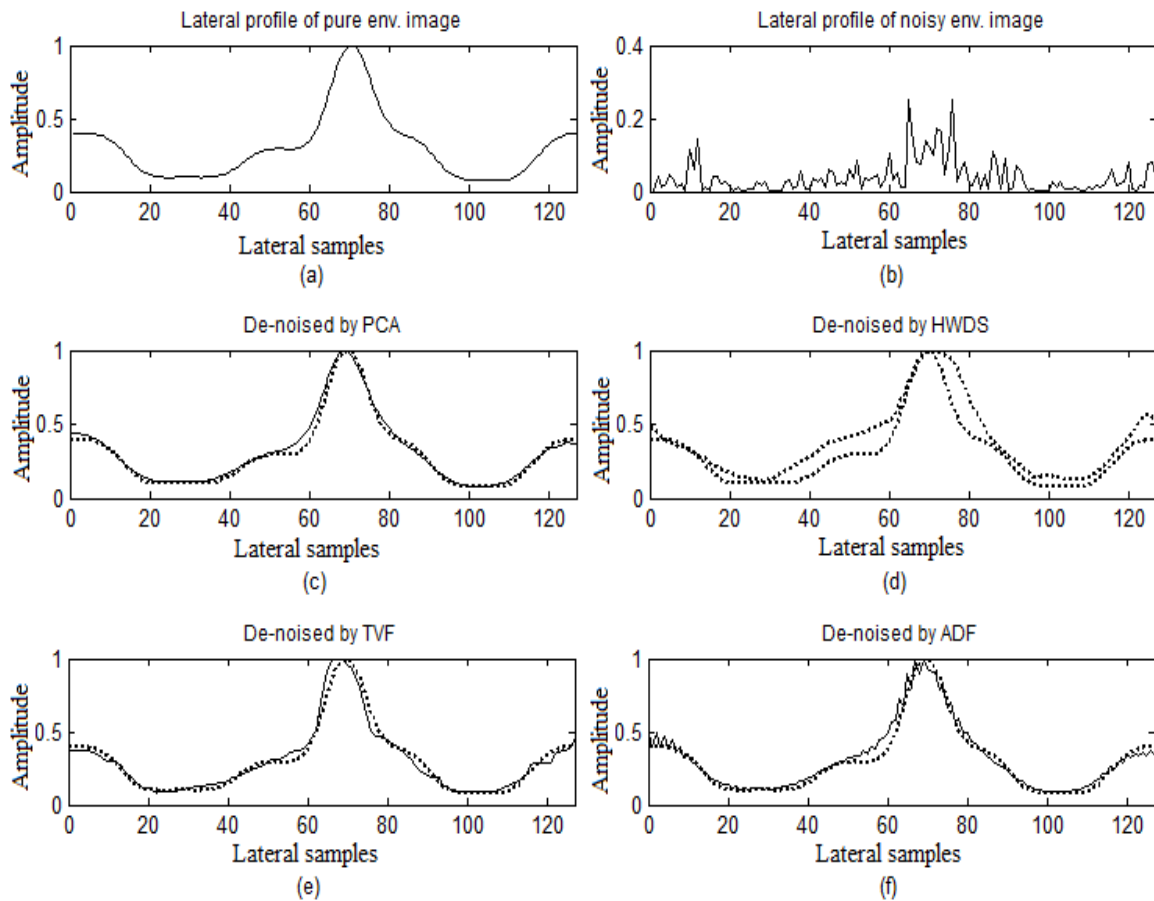 Lateral profile of pure env. image
Amplitude
1
0.5
0
0 20 40 60 80 100 120
Lateral samples
(a)
Lateral profile of noisy env. image
Amplitude
0.4
0.2
0
0 20 40 60 80 100 120
Lateral samples
(b)
De-noised by PCA
Amplitude
1
0.5
0
0 20 40 60 80 100 120
Lateral samples
(c)
De-noised by HWDS
Amplitude
1
0.5
0
0 20 40 60 80 100 120
Lateral samples
(d)
De-noised by TVF
Amplitude
1
0.5
0
0 20 40 60 80 100 120
Lateral samples
(e)
De-noised by ADF
Amplitude
1
0.5
0
0 20 40 60 80 100 120
Lateral samples
(f)